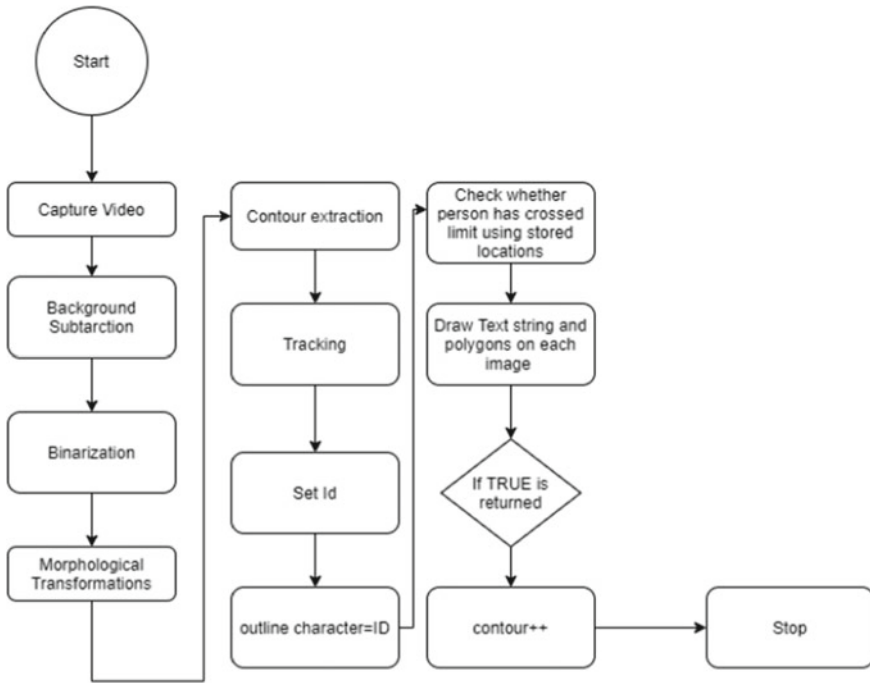 Start
Capture Video
Background
Subtarction
Binarization
Morphological
Transformations
Contour extraction
Tracking
Set Id
outline character=ID
Check whether
person has crossed
limit using stored
locations
Draw Text string and
polygons on each
image
If TRUE is
returned
contour++
Stop